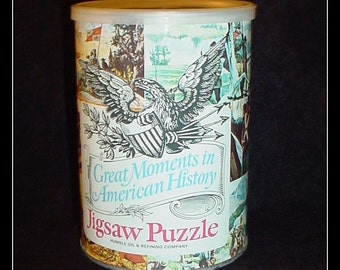 Great Moments in
American History
Jigsaw Puzzle
HUMBLE OIL & REFINING COMPANY